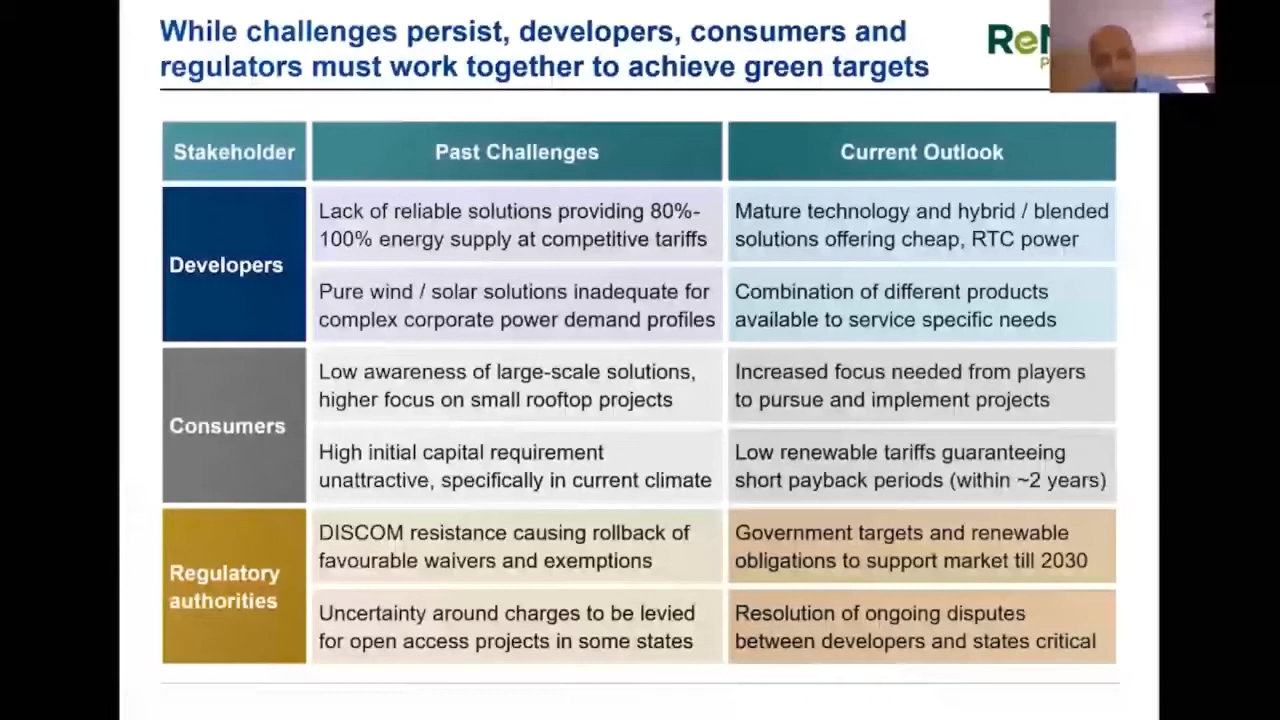 While challenges persist, developers, consumers and
regulators must work together to achieve green targets
Stakeholder
Past Challenges
Current Outlook
Developers
Lack of reliable solutions providing 80%-
100% energy supply at competitive tariffs
Mature technology and hybrid / blended
solutions offering cheap, RTC power
Pure wind / solar solutions inadequate for
complex corporate power demand profiles
Combination of different products
available to service specific needs
Consumers
Low awareness of large-scale solutions,
higher focus on small rooftop projects
Increased focus needed from players
to pursue and implement projects
High initial capital requirement
unattractive, specifically in current climate
Low renewable tariffs guaranteeing
short payback periods (within ~2 years)
Regulatory
authorities
DISCOM resistance causing rollback of
favourable waivers and exemptions
Government targets and renewable
obligations to support market till 2030
Uncertainty around charges to be levied
for open access projects in some states
Resolution of ongoing disputes
between developers and states critical